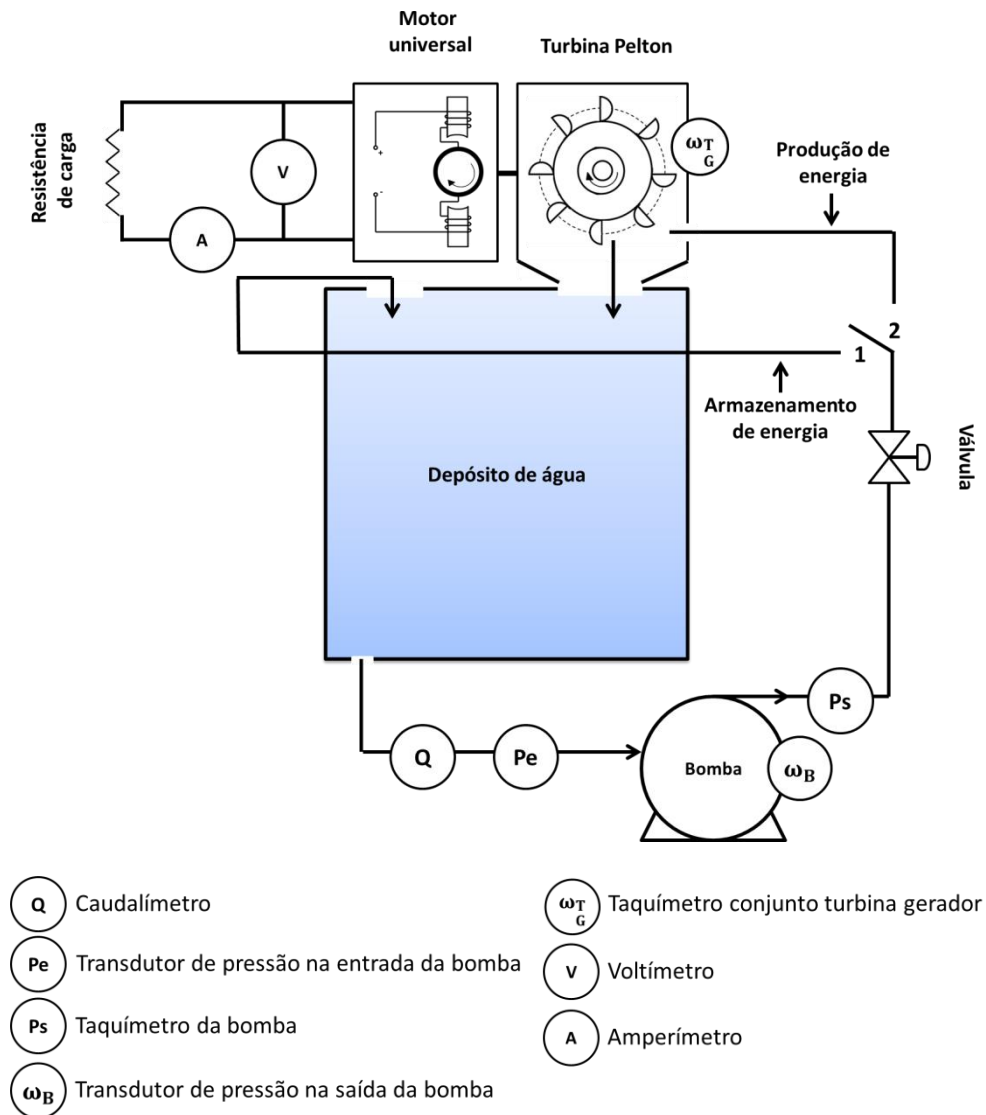 Motor
universal
Turbina Pelton
Resistência
de carga
V
A
+
-
ωT
G
Produção de
energia
2
1
Armazenamento
de energia
Válvula
Depósito de água
Q
Pe
Bomba
ωB
Ps
Q Caudalímetro
Pe Transdutor de pressão na entrada da bomba
Ps Taquímetro da bomba
ωB Transdutor de pressão na saída da bomba
ωT
G Taquímetro conjunto turbina gerador
V Voltímetro
A Amperímetro